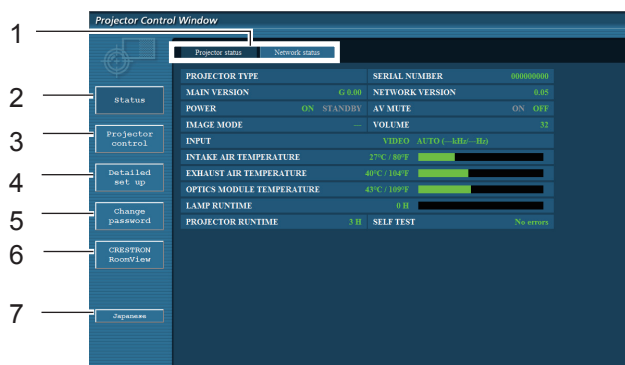 Projector Control Window
1
Projector status Network status
PROJECTOR TYPE SERIAL NUMBER 000000000
MAIN VERSION G 0.00 NETWORK VERSION 0.05
2 Status
POWER ON STANDBY AV MUTE ON OFF
IMAGE MODE --- VOLUME 32
3 Projector control
INPUT VIDEO AUTO (---kHz/---Hz)
INTAKE AIR TEMPERATURE 27°C / 80°F
4 Detailed set up
EXHAUST AIR TEMPERATURE 40°C / 104°F
OPTICS MODULE TEMPERATURE 43°C / 109°F
LAMP RUNTIME 0 H
5 Change password
PROJECTOR RUNTIME 3 H SELF TEST No errors
6 CRESTRON RoomView
7 Japanese